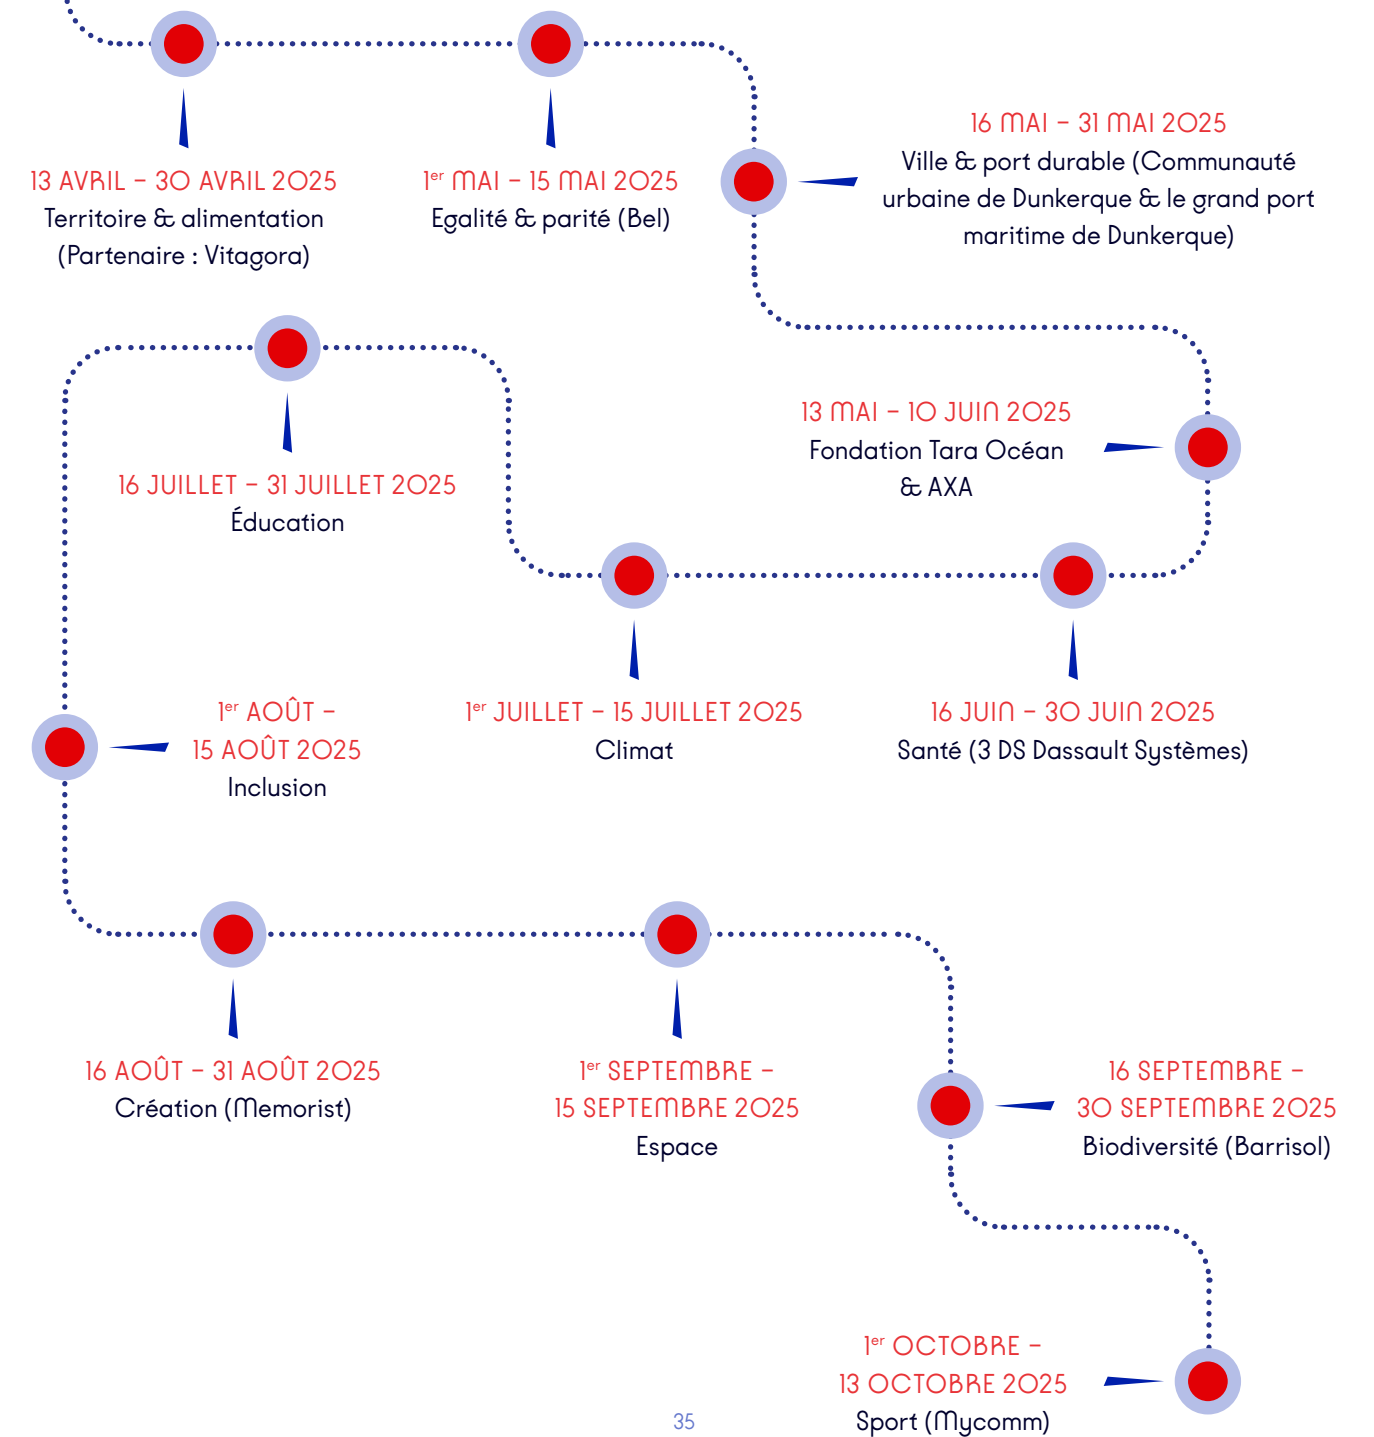 13 AVRIL – 30 AVRIL 2025
Territoire & alimentation
(Partenaire : Vitagora)
1er MAI – 15 MAI 2025
Egalité & parité (Bel)
16 MAI – 31 MAI 2025
Ville & port durable (Communauté
urbaine de Dunkerque & le grand port
maritime de Dunkerque)
13 MAI – 10 JUIN 2025
Fondation Tara Océan
& AXA
16 JUIN – 30 JUIN 2025
Santé (3 DS Dassault Systèmes)
1er JUILLET – 15 JUILLET 2025
Climat
16 JUILLET – 31 JUILLET 2025
Éducation
1er AOÛT –
15 AOÛT 2025
Inclusion
16 AOÛT – 31 AOÛT 2025
Création (Memorist)
1er SEPTEMBRE –
15 SEPTEMBRE 2025
Espace
16 SEPTEMBRE –
30 SEPTEMBRE 2025
Biodiversité (Barrisol)
1er OCTOBRE –
13 OCTOBRE 2025
Sport (Mycomm)
35